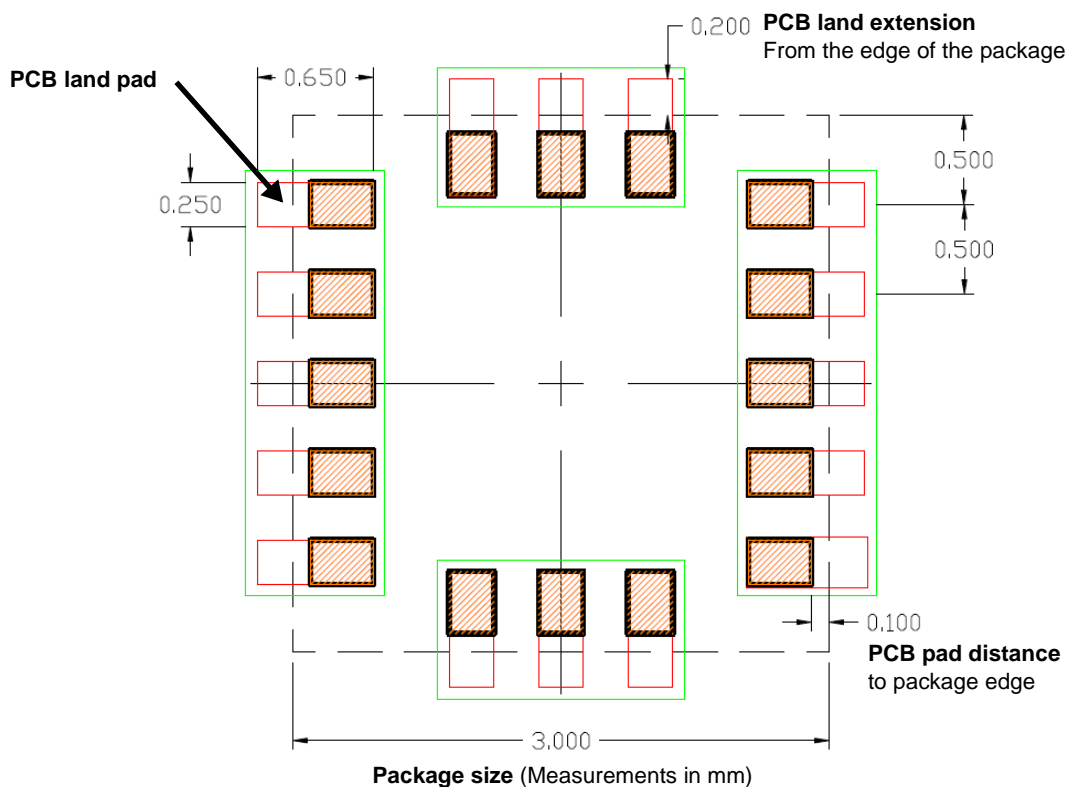 0.200 PCB land extension
From the edge of the package
PCB land pad
0.650
0.250
0.500
0.500
0.100
PCB pad distance
to package edge
3.000
Package size (Measurements in mm)